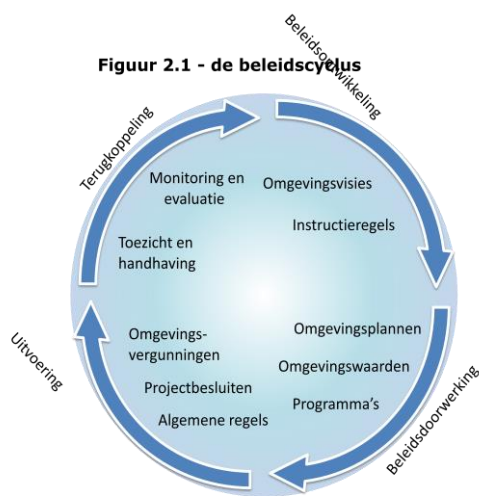 Figuur 2.1 - de beleidscyclus
Beleidsontwikkeling
Terugkoppeling
Monitoring en
evaluatie
Omgevingsvisies
Instructieregels
Toezicht en
handhaving
Omgevingsplannen
Omgevingswaarden
Programma's
Beleidsdoorwerking
Omgevings-
vergunningen
Projectbesluiten
Algemene regels
Uitvoering